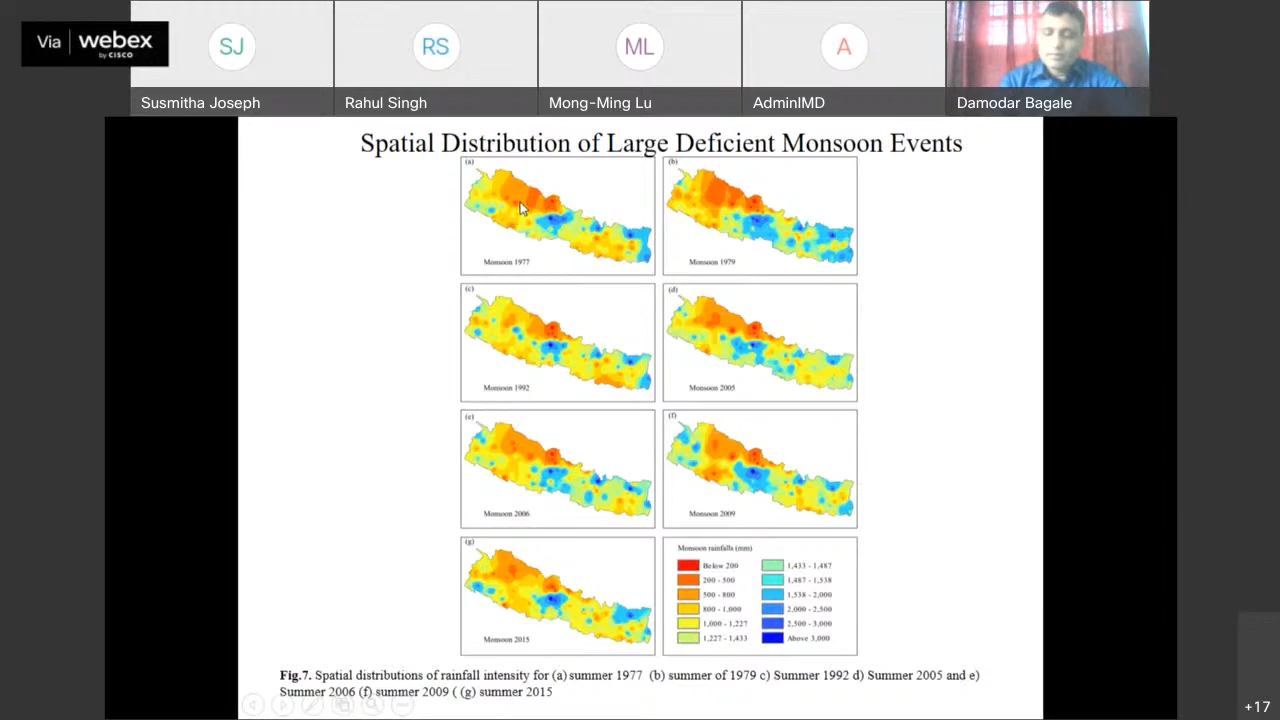 Via webex
by CISCO
SJ
RS
ML
A
Susmitha Joseph
Rahul Singh
Mong-Ming Lu
AdminIMD
Damodar Bagale
Spatial Distribution of Large Deficient Monsoon Events
(a)
(b)
Monsoon 1977
Monsoon 1979
(c)
(d)
Monsoon 1992
Monsoon 2005
(e)
(f)
Monsoon 2006
Monsoon 2009
(g)
Monsoon 2015
Monsoon rainfalls (mm)
Below 200
200 - 500
500 - 800
800 - 1,000
1,000 - 1,227
1,227 - 1,433
1,433 - 1,487
1,487 - 1,538
1,538 - 2,000
2,000 - 2,500
2,500 - 3,000
Above 3,000
Fig.7. Spatial distributions of rainfall intensity for (a) summer 1977 (b) summer of 1979 c) Summer 1992 d) Summer 2005 and e)
Summer 2006 (f) summer 2009 ( (g) summer 2015
+17